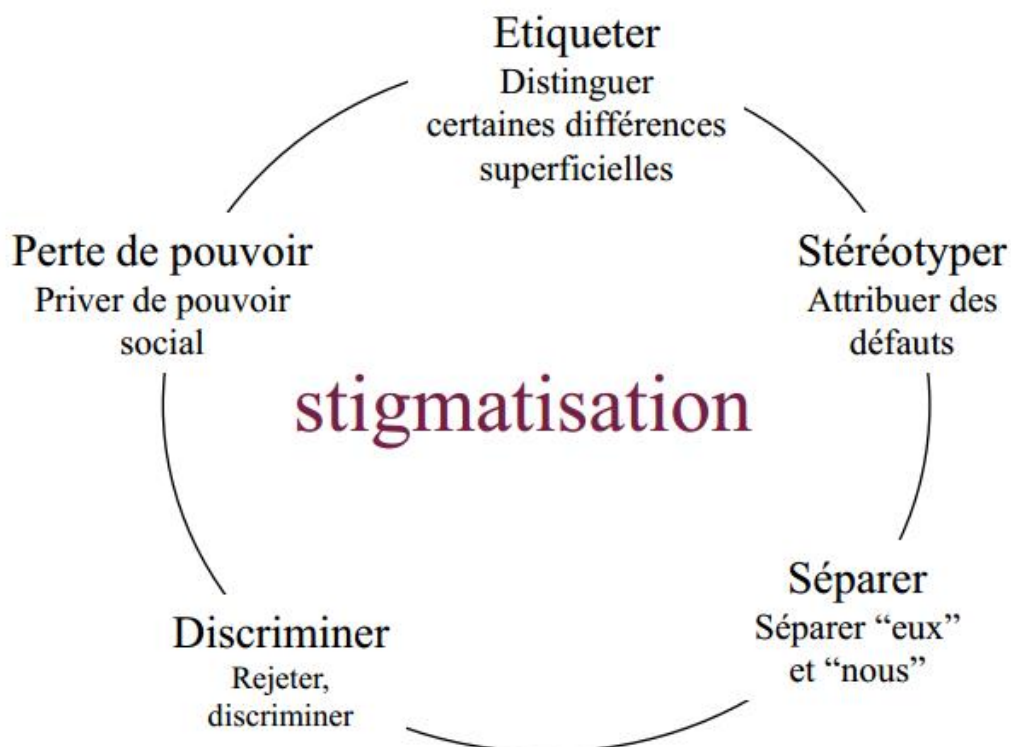 Etiqueter
Distinguer
certaines différences
superficielles
Stéréotyper
Attribuer des
défauts
Séparer
Séparer “eux”
et “nous”
Discriminer
Rejeter,
discriminer
Perte de pouvoir
Priver de pouvoir
social
stigmatisation